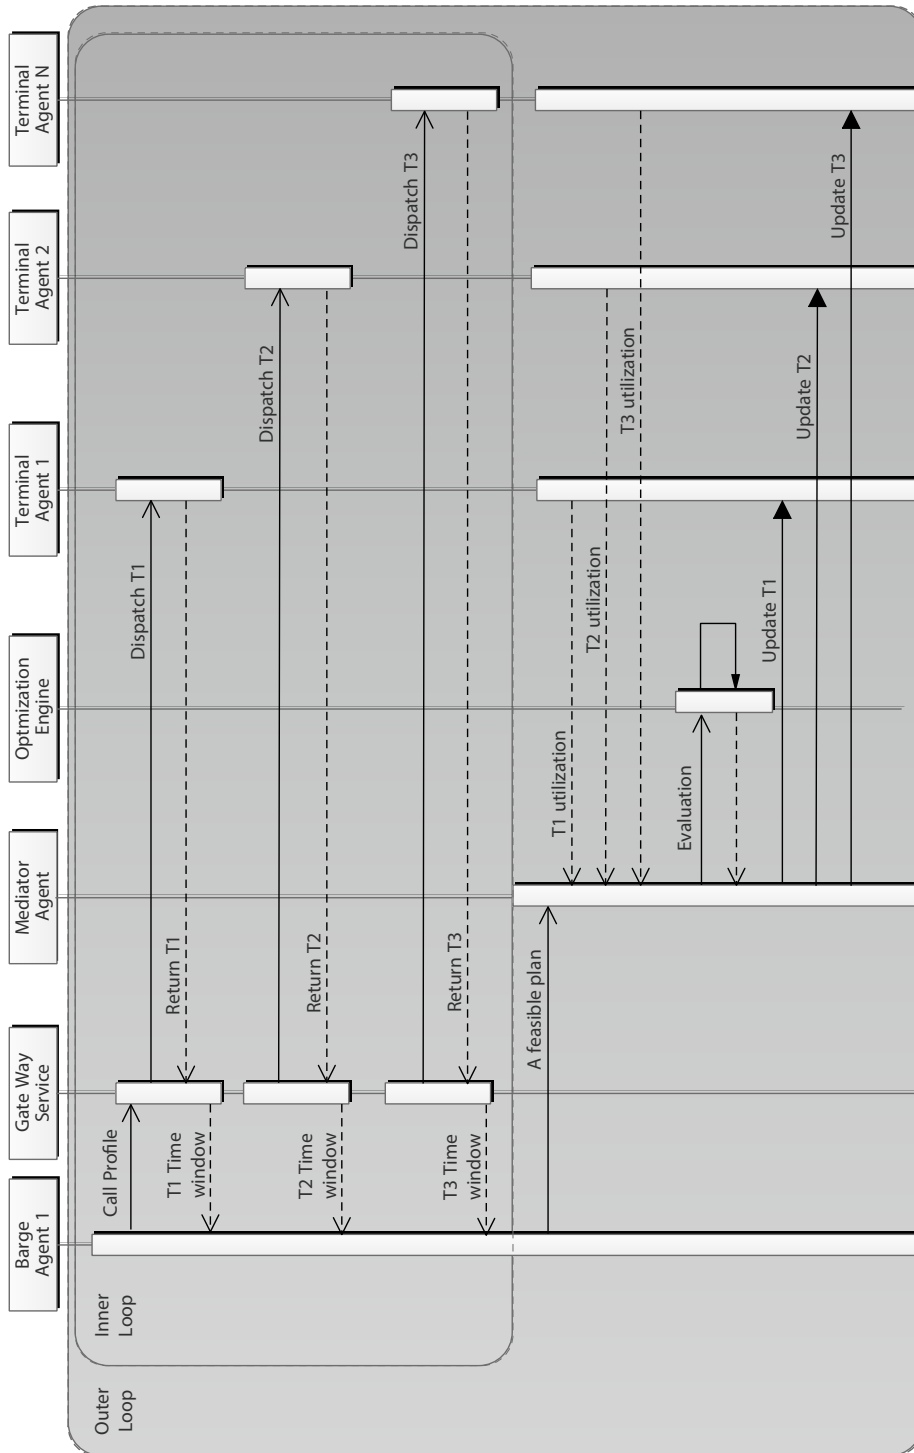 Barge
Agent 1
Gate Way
Service
Mediator
Agent
Optmization
Engine
Terminal
Agent 1
Terminal
Agent 2
Terminal
Agent N
Outer
Loop
Inner
Loop
Call Profile
Dispatch T1
Return T1
T1 Time
window
Dispatch T2
Return T2
T2 Time
window
Dispatch T3
Return T3
T3 Time
window
A feasible plan
T1 utilization
T2 utilization
T3 utilization
Evaluation
Update T1
Update T2
Update T3